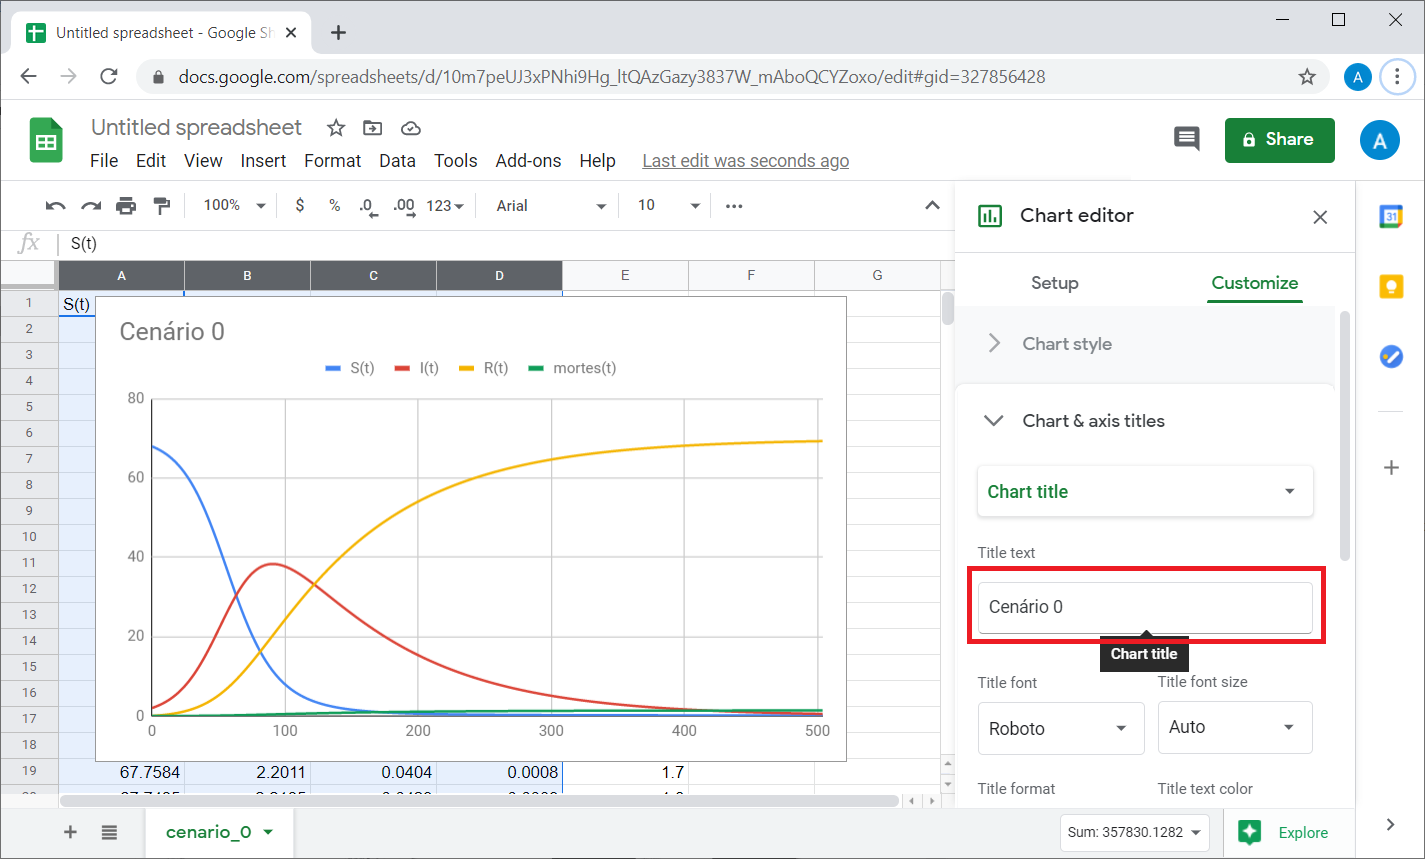 Untitled spreadsheet - Google Sh
docs.google.com/spreadsheets/d/10m7peUJ3xPNhi9Hg_ltQAzGazy3837W_mAboQCYZoxo/edit#gid=327856428
A
Untitled spreadsheet
File Edit View Insert Format Data Tools Add-ons Help Last edit was seconds ago
Share
A
100% $ % .0 .00 123 Arial 10
fx S(t)
A B C D E F G
1 S(t)
2
3
4
5
6
7
8
9
10
11
12
13
14
15
16
17
18
19 67.7584 2.2011 0.0404 0.0008 1.7
Cenário 0
S(t) I(t) R(t) mortes(t)
80
60
40
20
0
0 100 200 300 400 500
Chart editor
Setup Customize
Chart style
Chart & axis titles
Chart title
Title text
Cenário 0
Chart title
Title font Title font size
Roboto Auto
Title format Title text color
31
cenario_0
Sum: 357830.1282
Explore